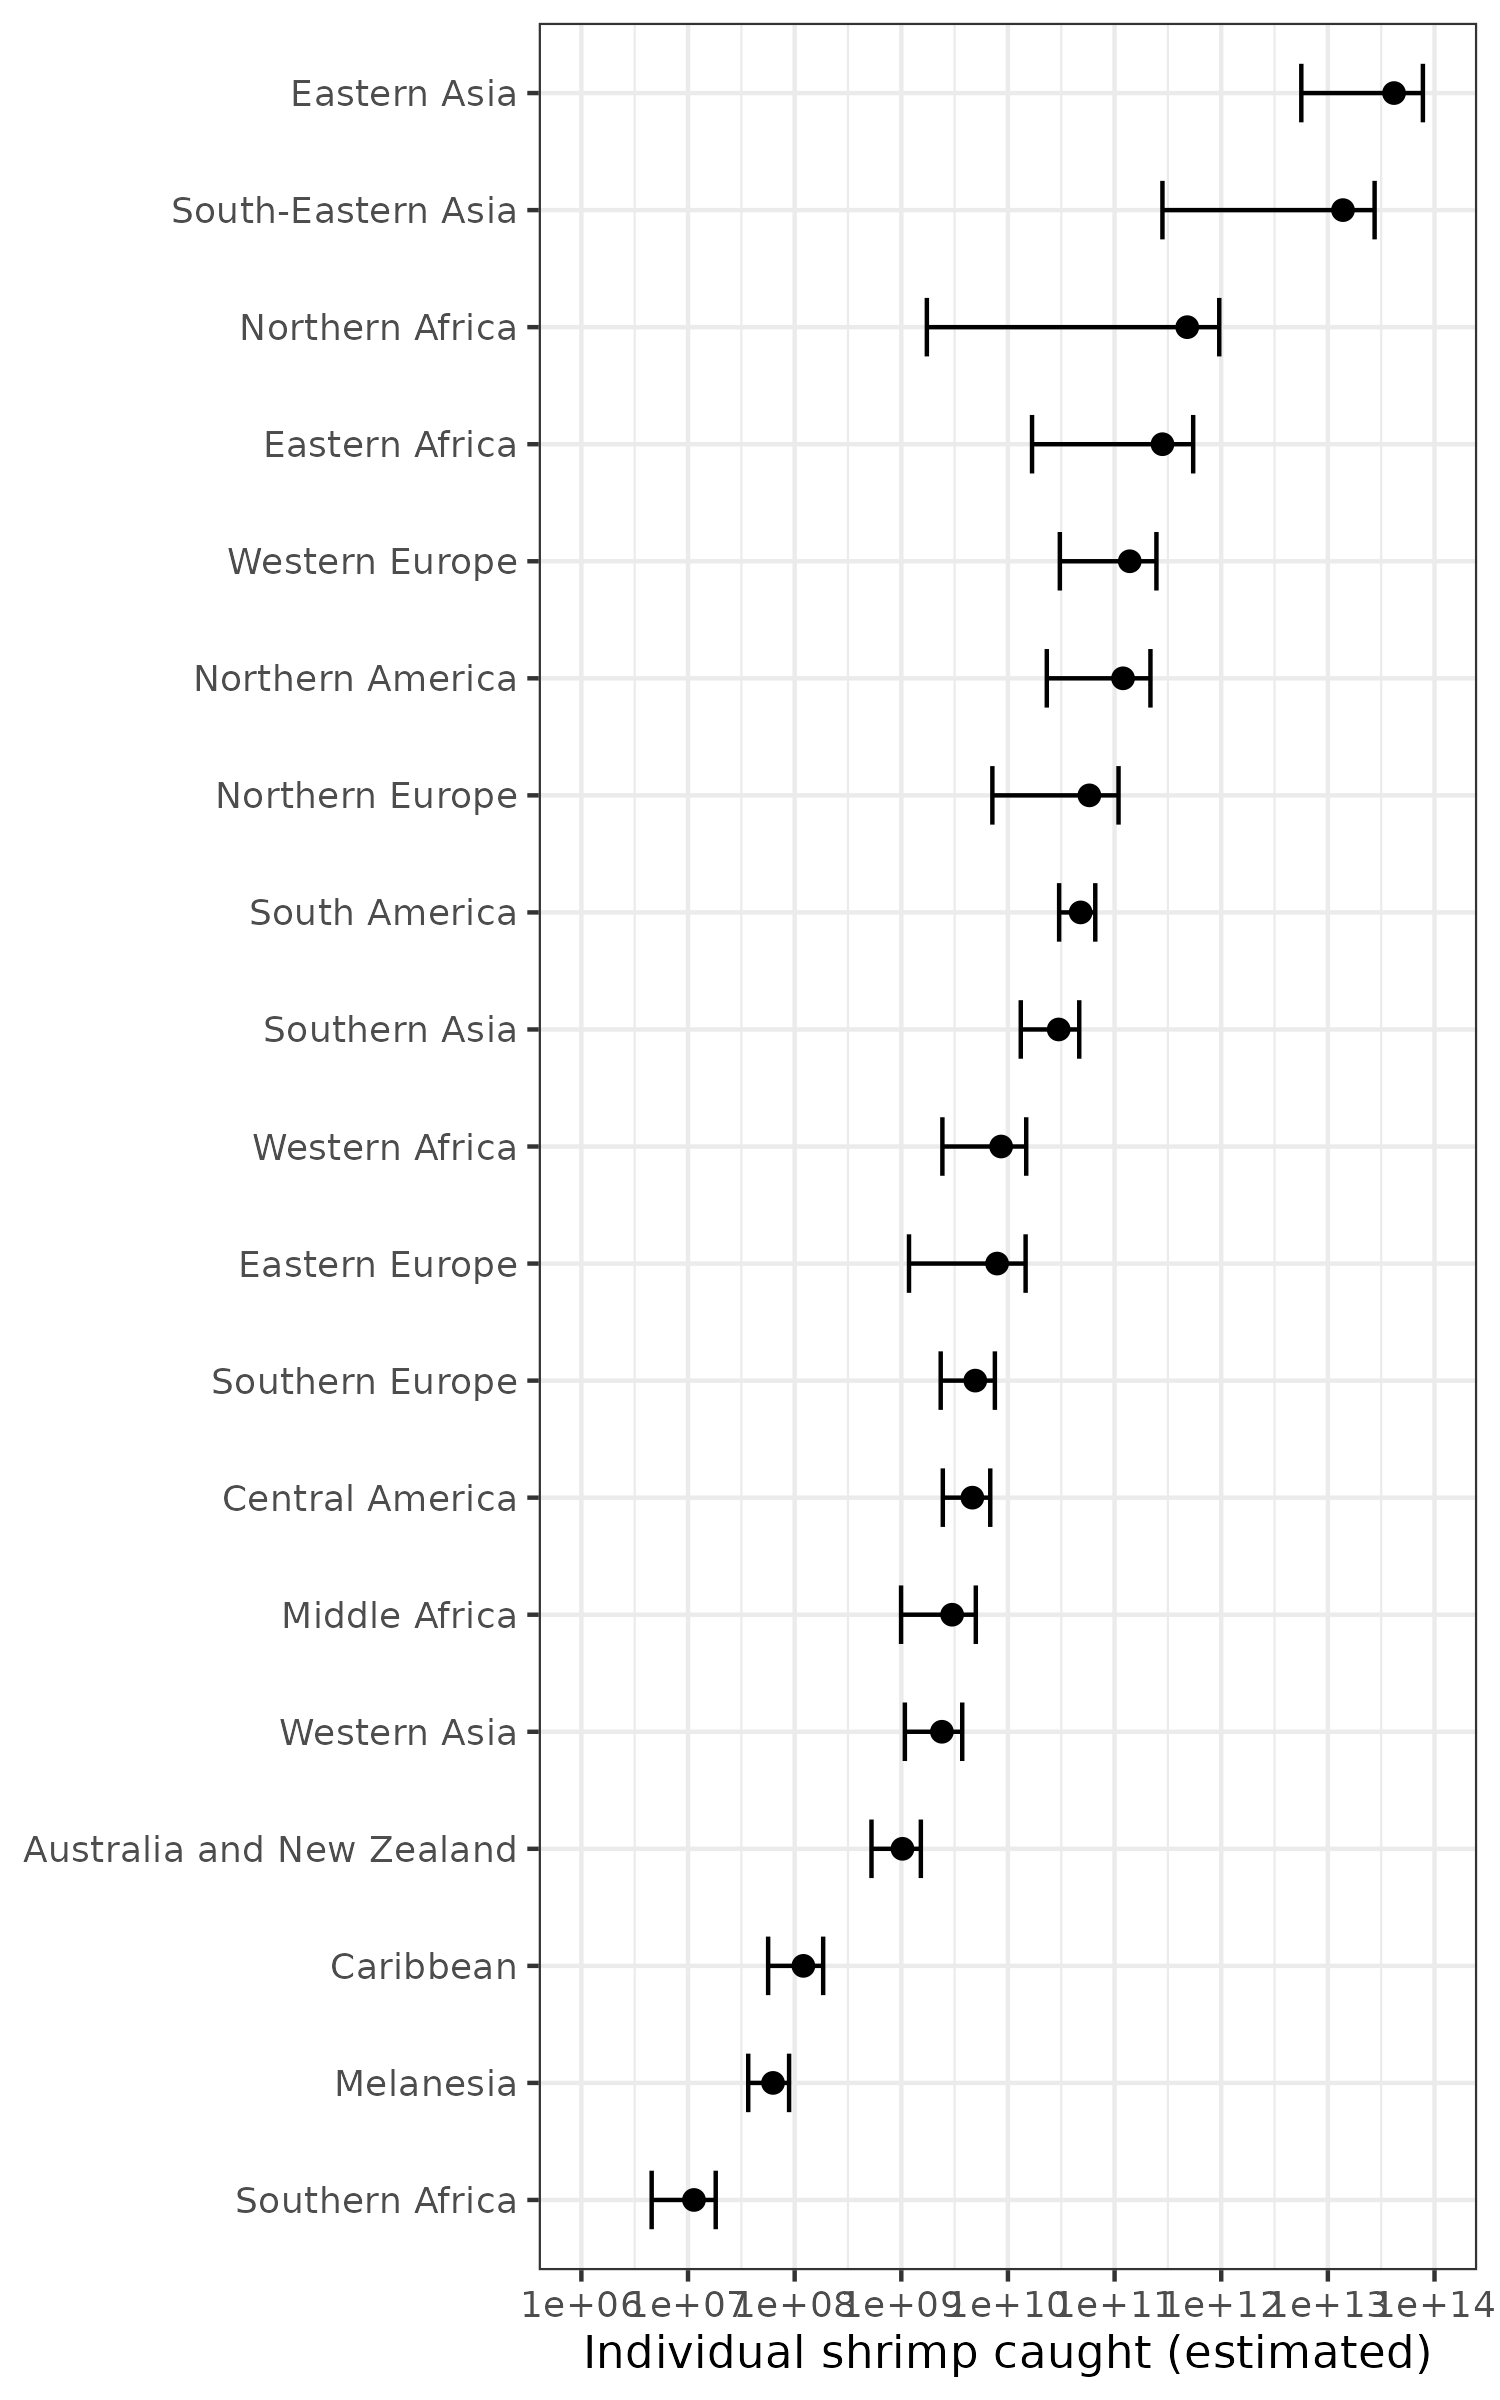 Eastern Asia
South-Eastern Asia
Northern Africa
Eastern Africa
Western Europe
Northern America
Northern Europe
South America
Southern Asia
Western Africa
Eastern Europe
Southern Europe
Central America
Middle Africa
Western Asia
Australia and New Zealand
Caribbean
Melanesia
Southern Africa
1e+06 1e+07 1e+08 1e+09 1e+10 1e+11 1e+12 1e+13 1e+14
Individual shrimp caught (estimated)